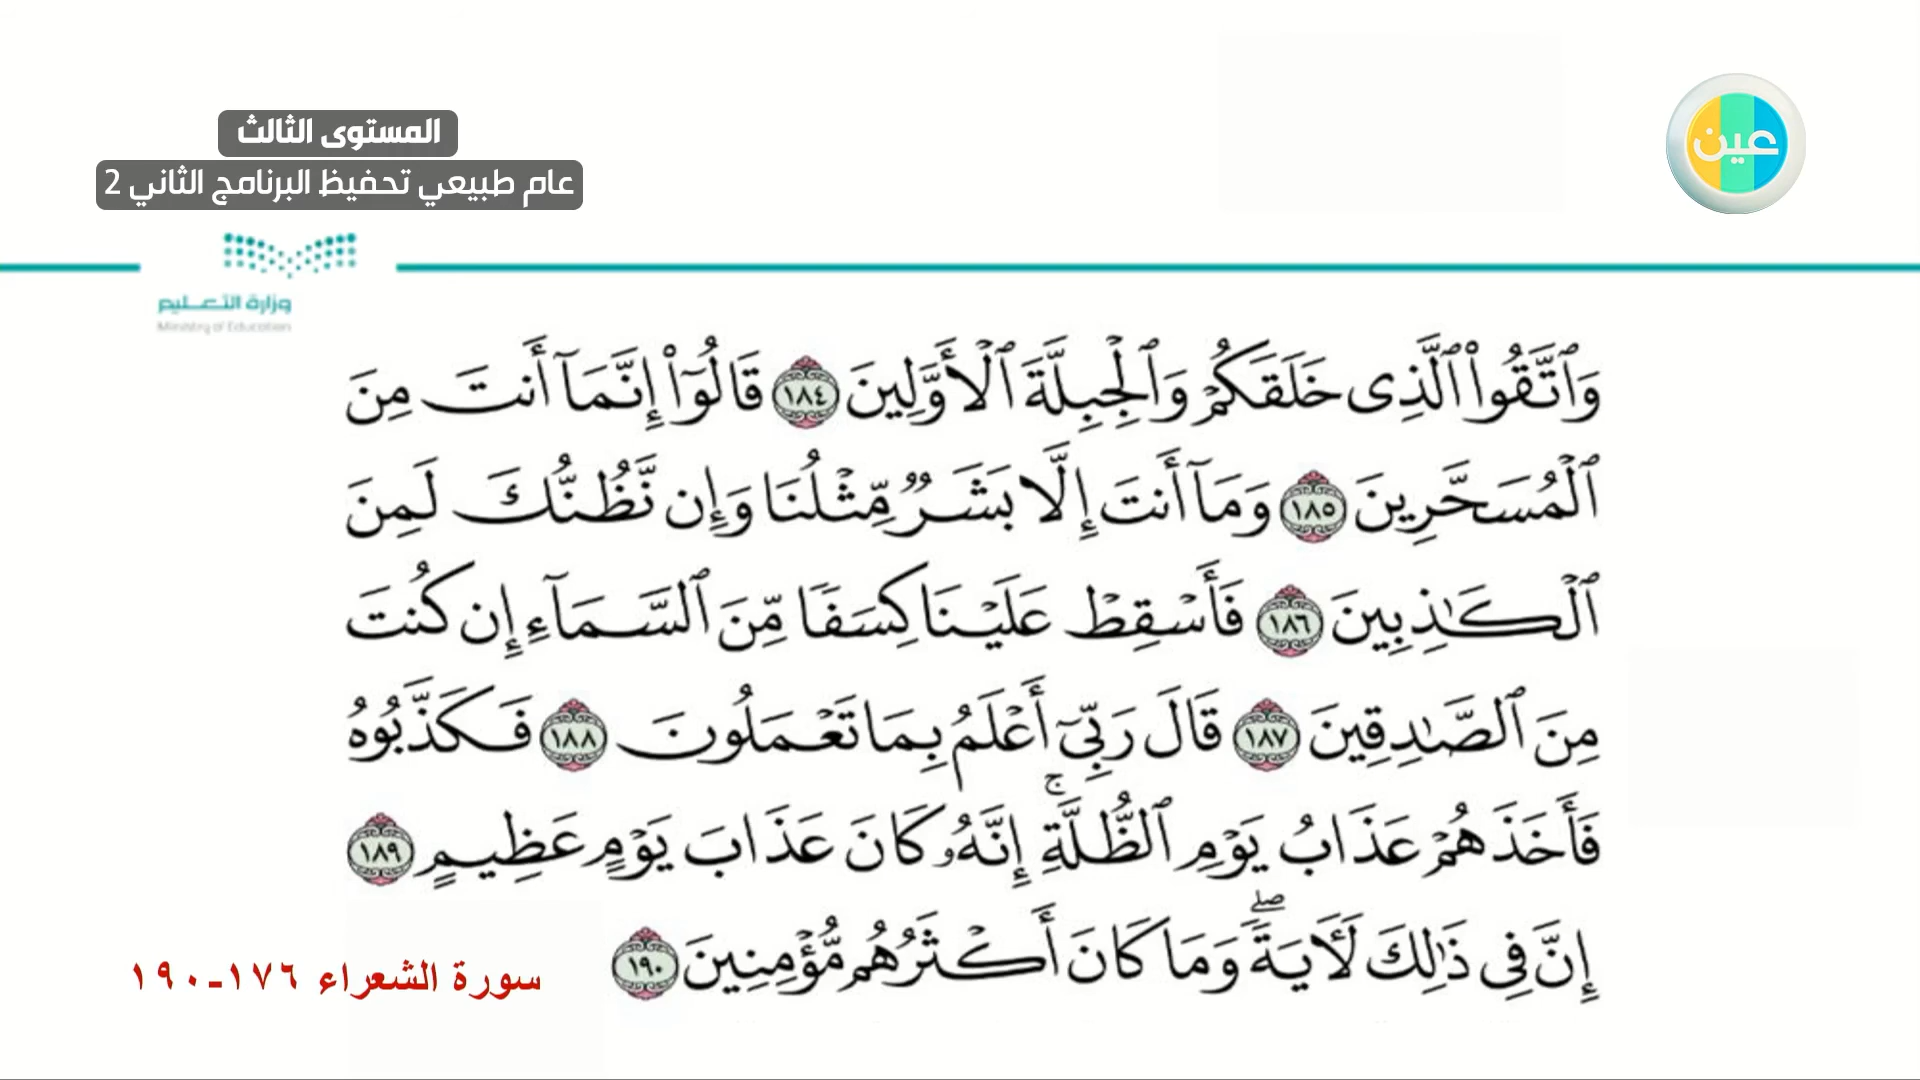 المستوى الثالث
عام طبيعي تحفيظ البرنامج الثاني 2
عين
وزارة التعليم
Ministry of Education
وَٱتَّقُوا۟ ٱلَّذِى خَلَقَكُمْ وَٱلْجِبِلَّةَ ٱلْأَوَّلِينَ ١٨٤ قَالُوٓا۟ إِنَّمَآ أَنتَ مِنَ
ٱلْمُسَحَّرِينَ ١٨٥ وَمَآ أَنتَ إِلَّا بَشَرٌ مِّثْلُنَا وَإِن نَّظُنُّكَ لَمِنَ
ٱلْكَـٰذِبِينَ ١٨٦ فَأَسْقِطْ عَلَيْنَا كِسَفًا مِّنَ ٱلسَّمَآءِ إِن كُنتَ
مِنَ ٱلصَّـٰدِقِينَ ١٨٧ قَالَ رَبِّىٓ أَعْلَمُ بِمَا تَعْمَلُونَ ١٨٨ فَكَذَّبُوهُ
فَأَخَذَهُمْ عَذَابُ يَوْمِ ٱلظُّلَّةِ ۚ إِنَّهُۥ كَانَ عَذَابَ يَوْمٍ عَظِيمٍ ١٨٩
إِنَّ فِى ذَٰلِكَ لَـَٔايَةً ۖ وَمَا كَانَ أَكْثَرُهُم مُّؤْمِنِينَ ١٩٠
سورة الشعراء ١٧٦-١٩٠